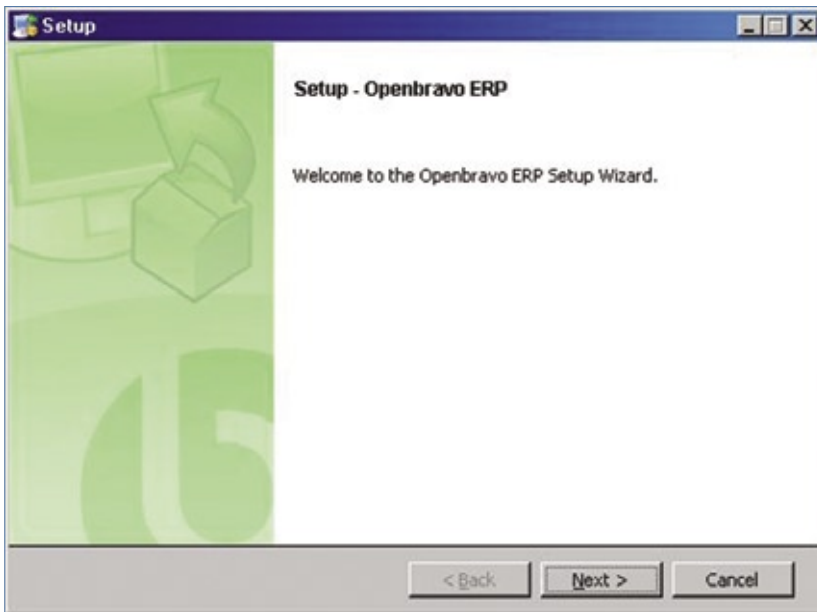 Setup
Setup - Openbravo ERP
Welcome to the Openbravo ERP Setup Wizard.
< Back
Next >
Cancel